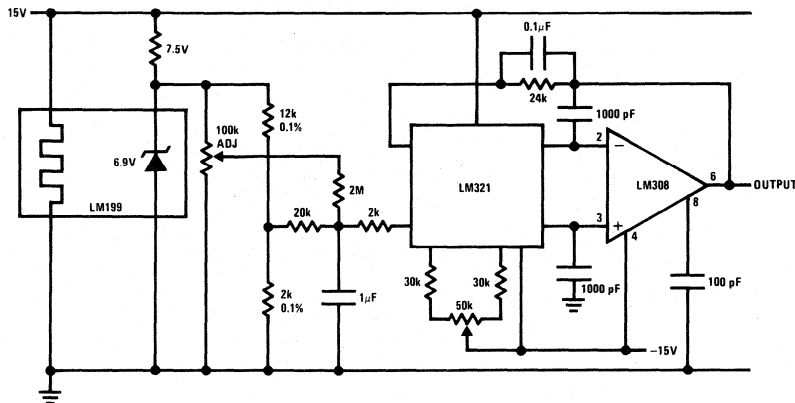 15V
7.5V
6.9V
LM199
100k
ADJ
12k
0.1%
2M
20k
2k
2k
0.1%
1µF
0.1µF
24k
1000 pF
LM321
2
−
LM308
6
OUTPUT
8
3
+
4
30k
30k
50k
1000 pF
100 pF
−15V